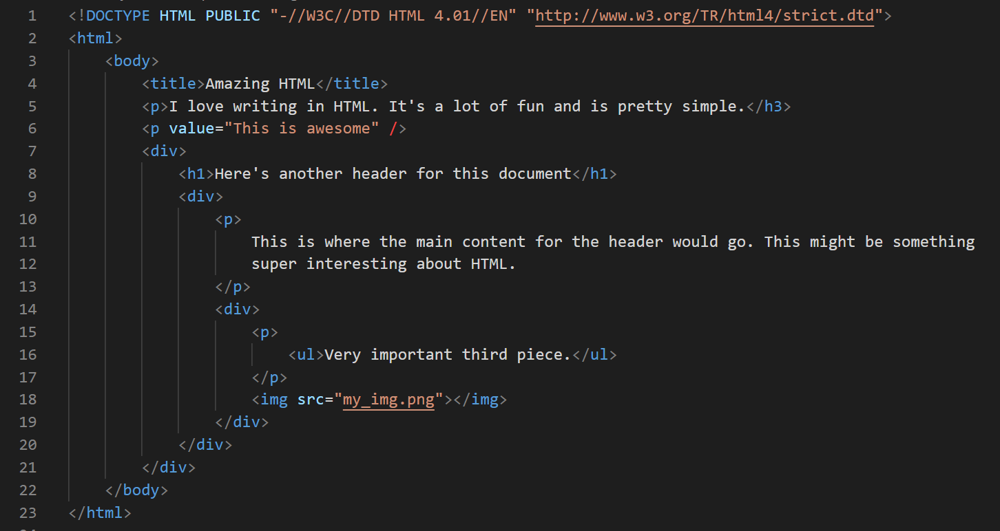 1 <!DOCTYPE HTML PUBLIC "-//W3C//DTD HTML 4.01//EN" "http://www.w3.org/TR/html4/strict.dtd">
2 <html>
3     <body>
4         <title>Amazing HTML</title>
5         <p>I love writing in HTML. It's a lot of fun and is pretty simple.</h3>
6         <p value="This is awesome" />
7         <div>
8             <h1>Here's another header for this document</h1>
9             <div>
10                 <p>
11                     This is where the main content for the header would go. This might be something
12                     super interesting about HTML.
13                 </p>
14                 <div>
15                     <p>
16                         <ul>Very important third piece.</ul>
17                     </p>
18                     <img src="my_img.png"></img>
19                 </div>
20             </div>
21         </div>
22     </body>
23 </html>